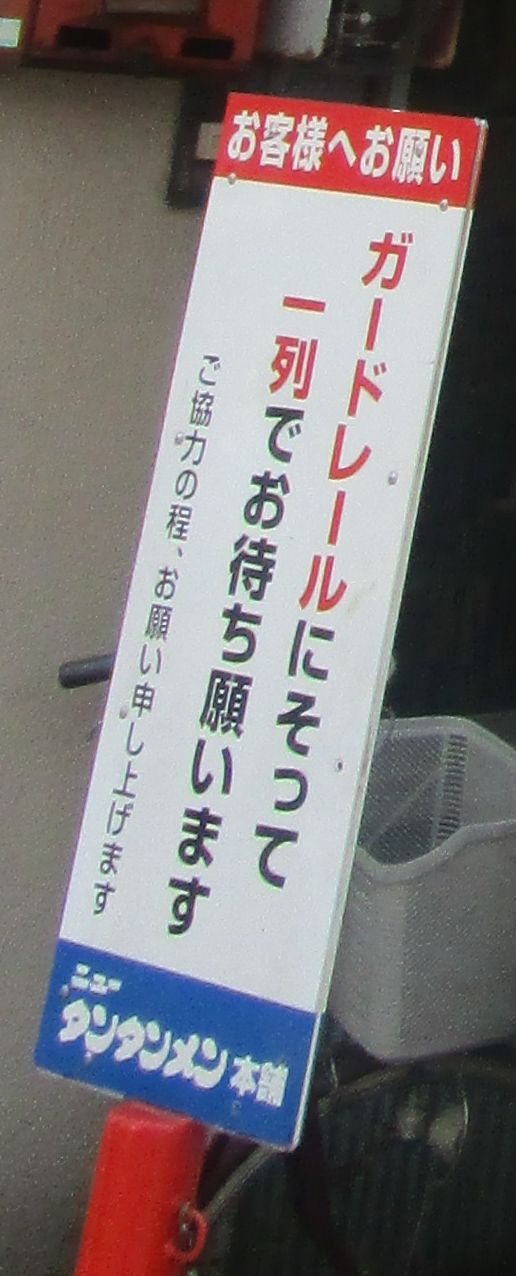 お客様へお願い
ガードレールにそって
一列でお待ち願います
ご協力の程、お願い申し上げます
ニュー
タンタンメン本舗